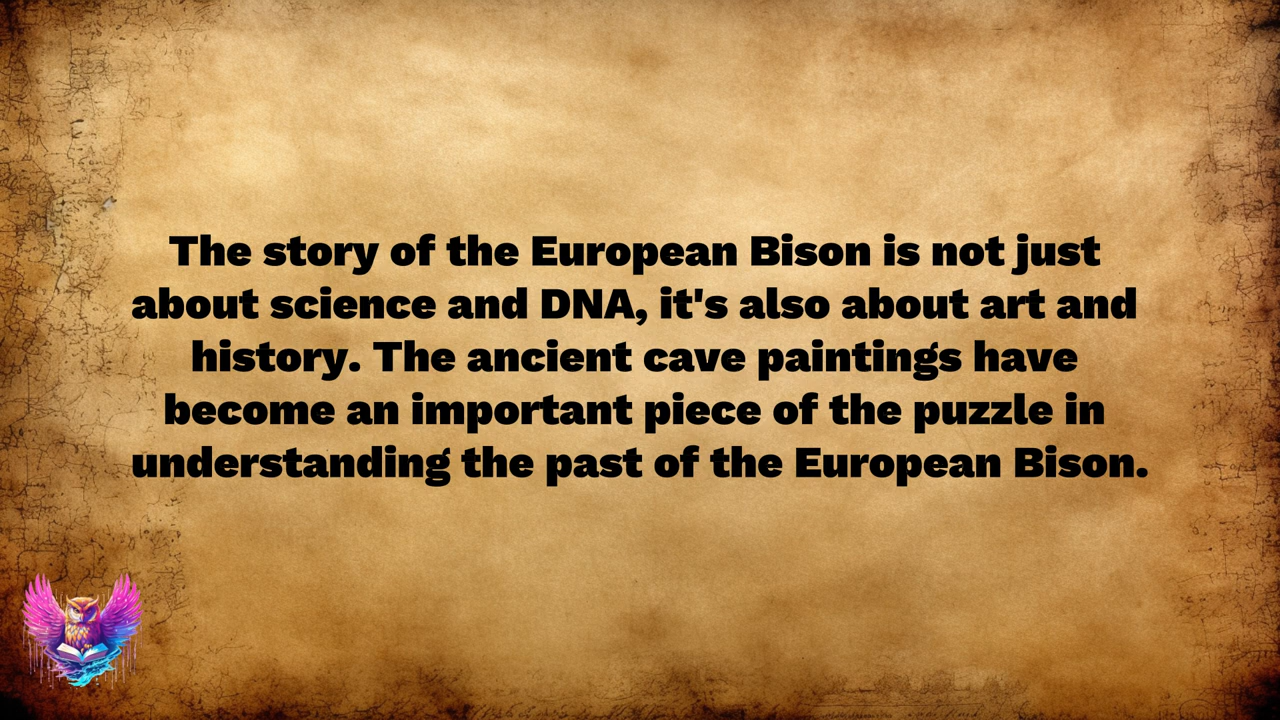 The story of the European Bison is not just
about science and DNA, it's also about art and
history. The ancient cave paintings have
become an important piece of the puzzle in
understanding the past of the European Bison.